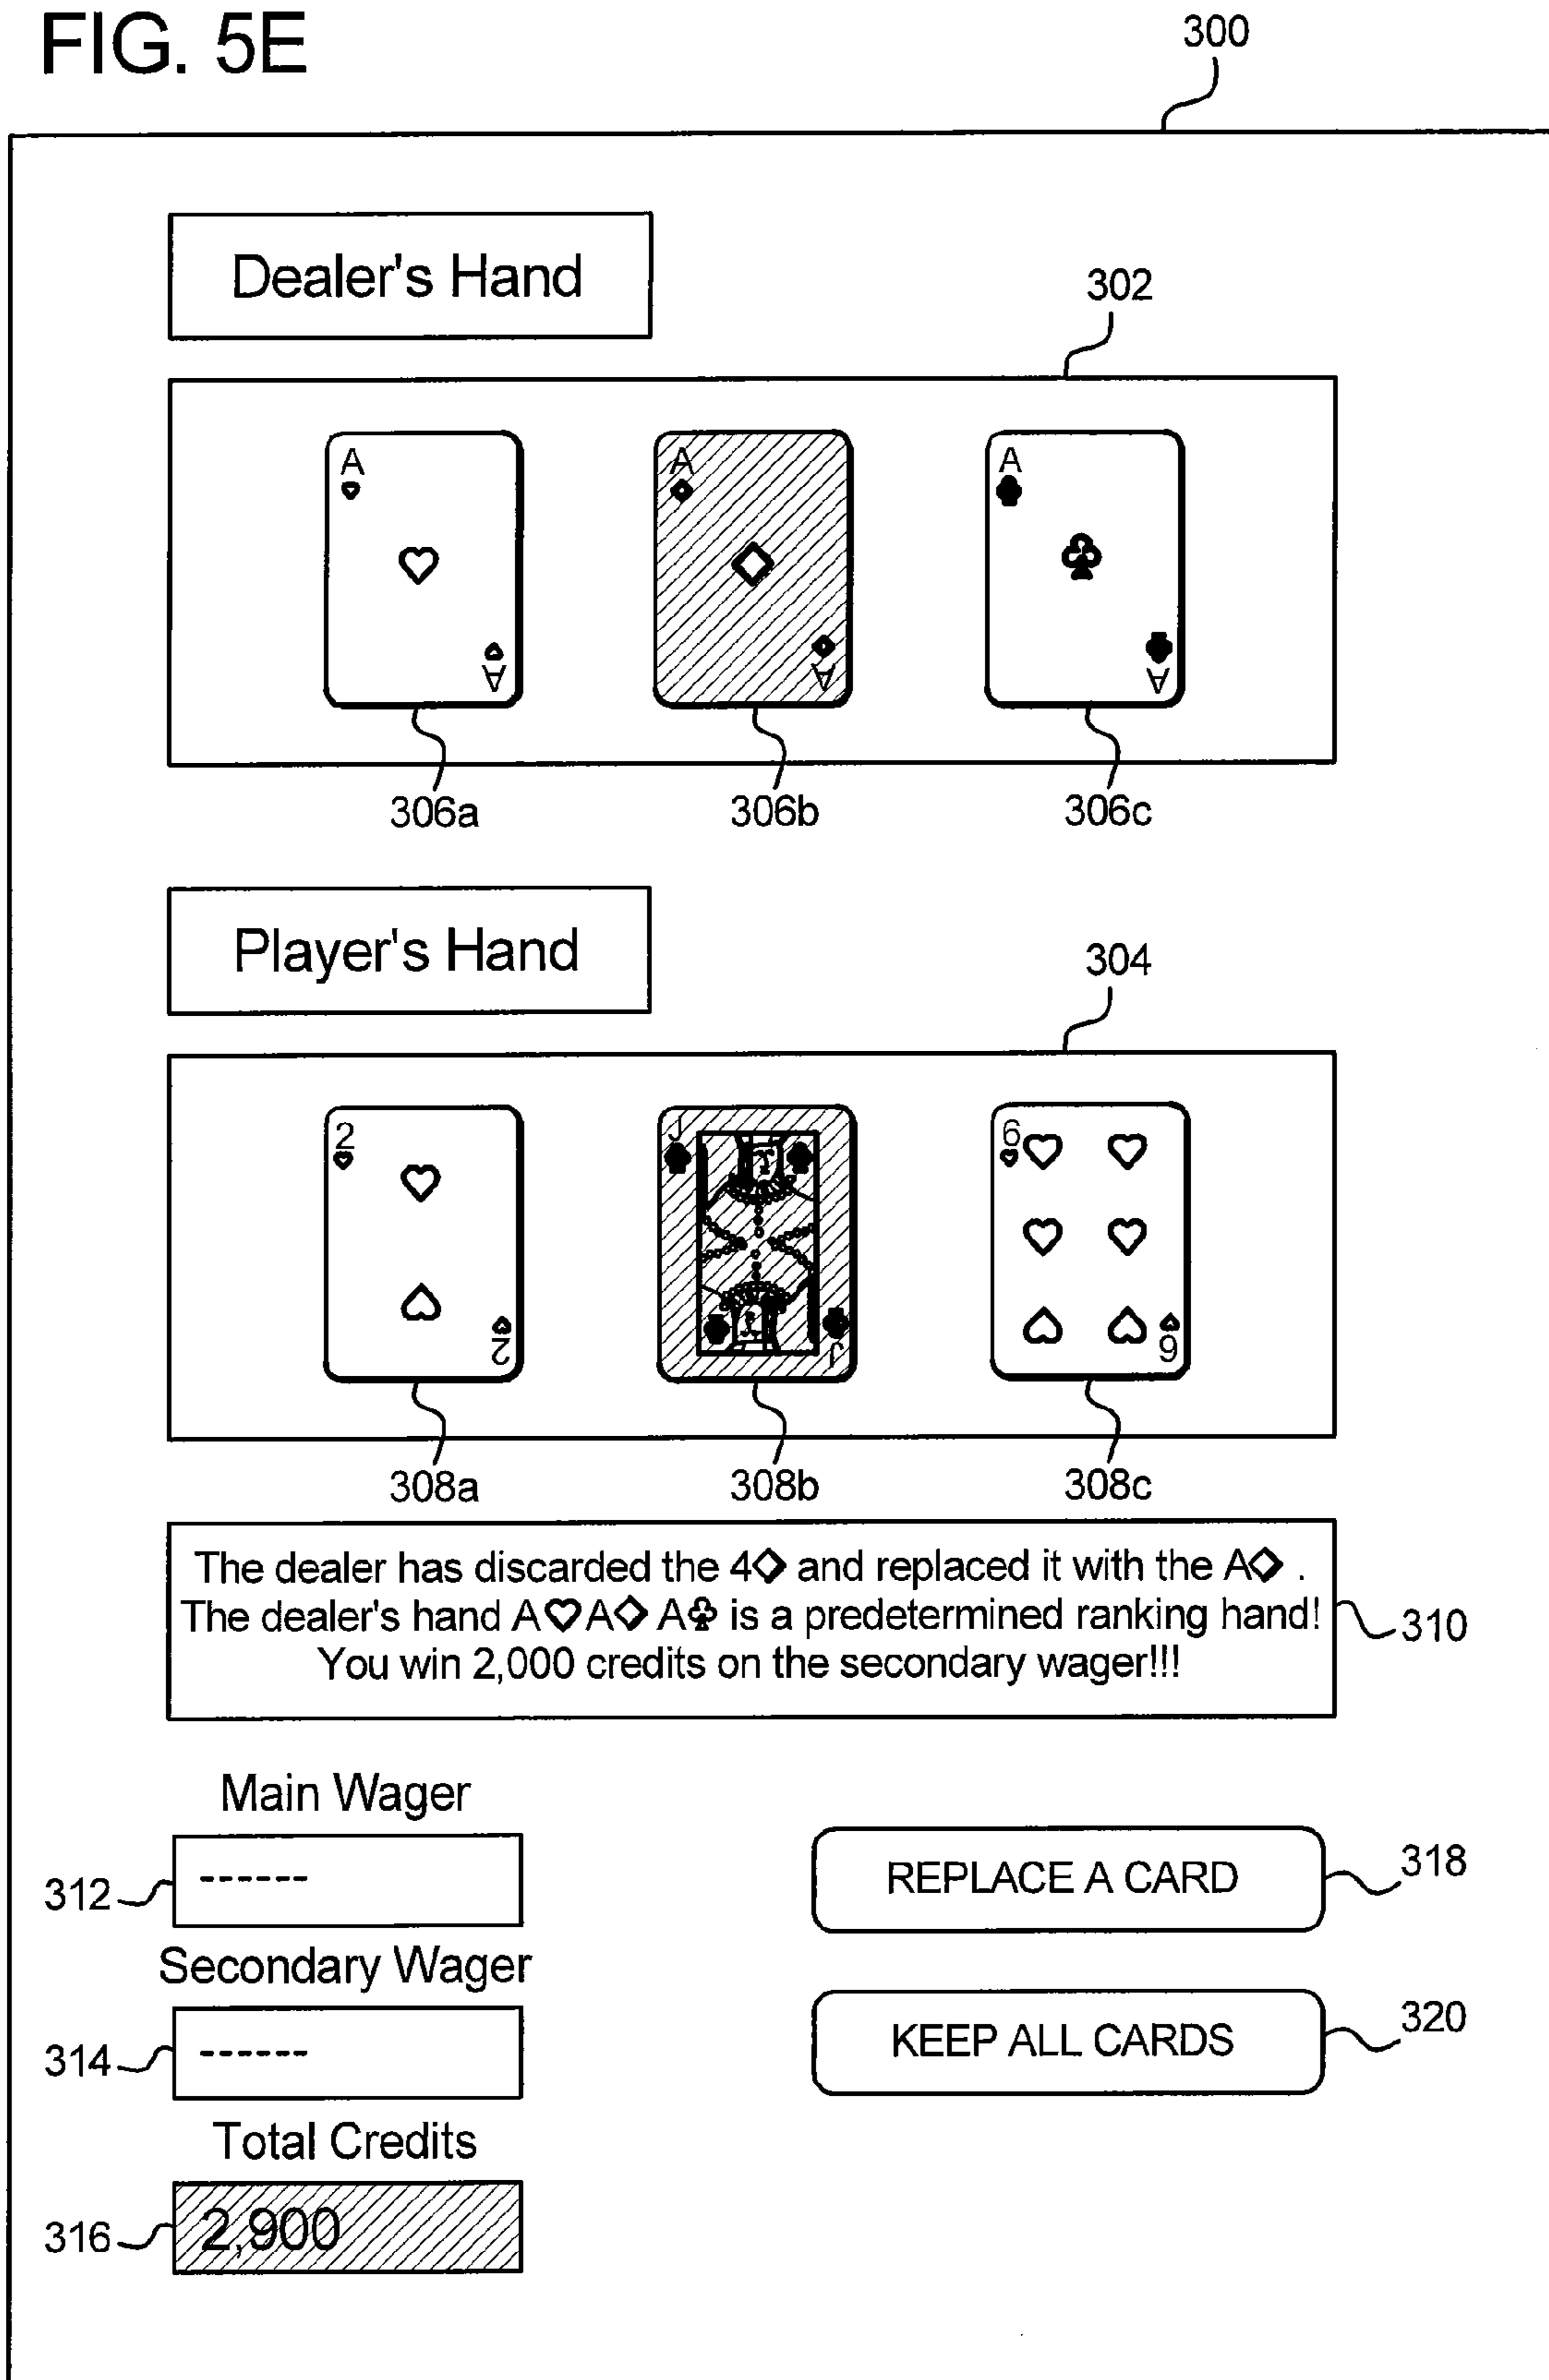 FIG. 5E
300
Dealer's Hand
302
A A A
A A A
306a 306b 306c
Player's Hand
304
2 J 6
2 J 6
308a 308b 308c
The dealer has discarded the 4◇ and replaced it with the A◇ .
The dealer's hand A♡A◇ A♧ is a predetermined ranking hand!
You win 2,000 credits on the secondary wager!!!
310
Main Wager
312 ------
REPLACE A CARD 318
Secondary Wager
314 ------
KEEP ALL CARDS 320
Total Credits
316 2,900